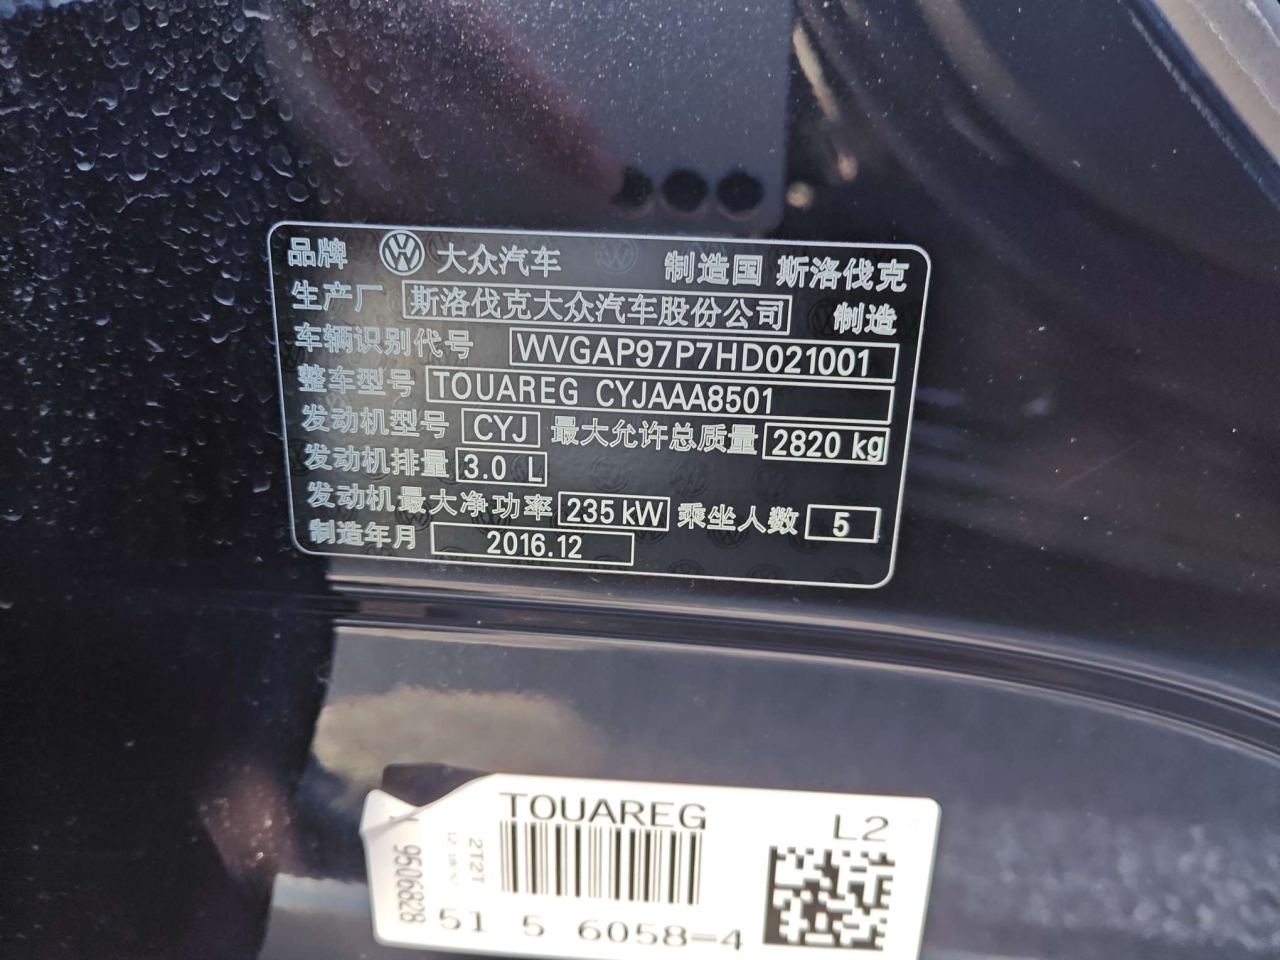 品牌 大众汽车 制造国 斯洛伐克
生产厂 斯洛伐克大众汽车股份公司 制造
车辆识别代号 WVGAP97P7HD021001
整车型号 TOUAREG CYJAAA8501
发动机型号 CYJ 最大允许总质量 2820 kg
发动机排量 3.0 L
发动机最大净功率 235 kW 乘坐人数 5
制造年月 2016.12
TOUAREG L2
2T2T
9506828
51 5 6058-4